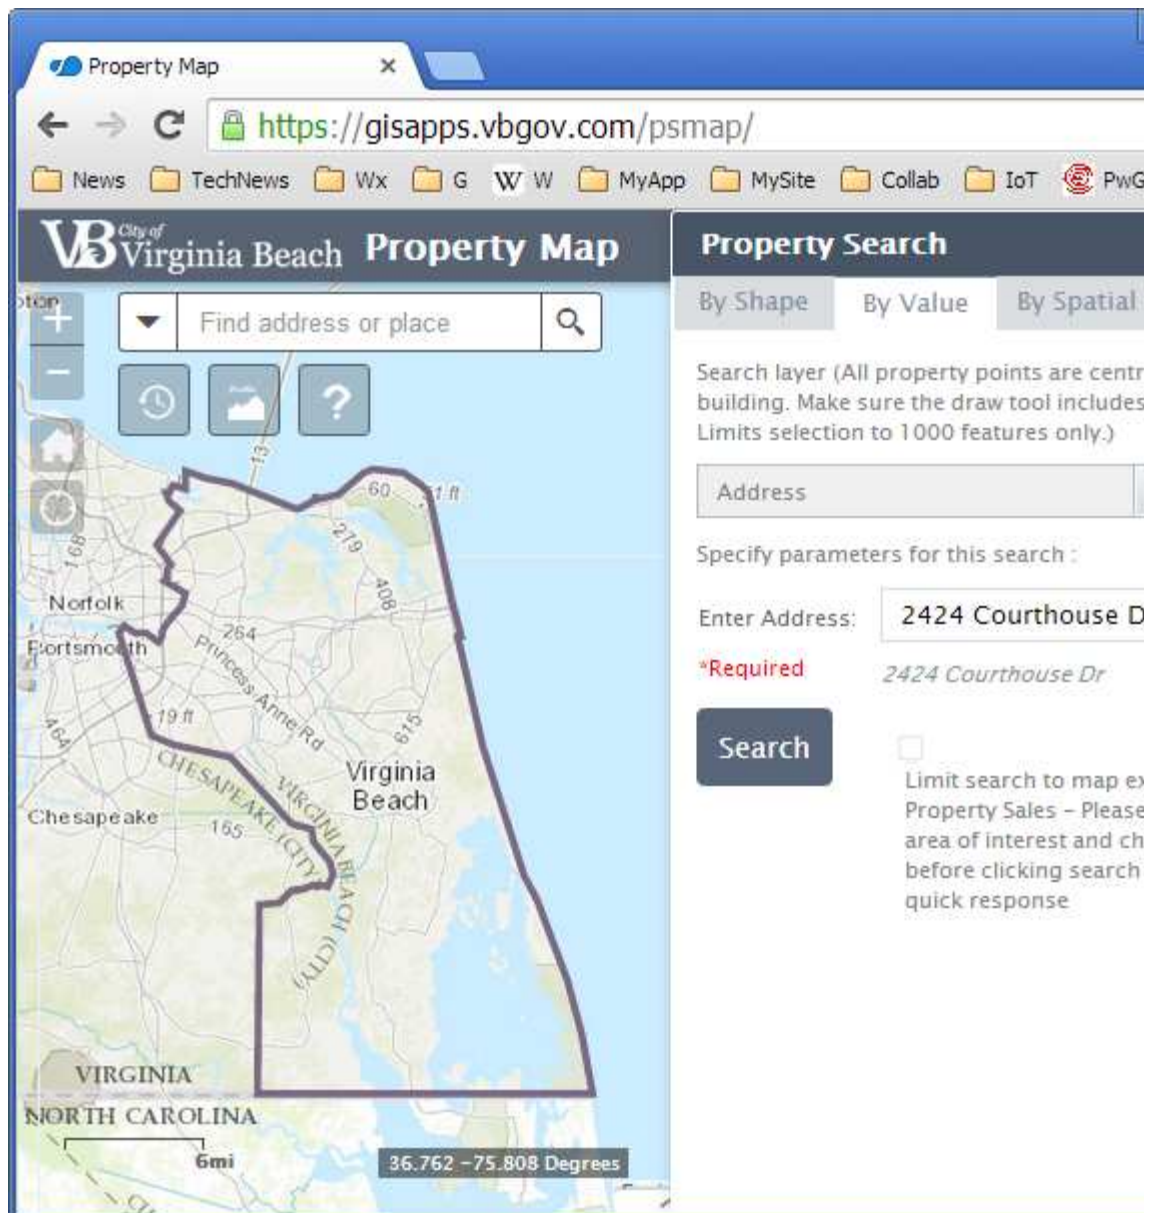 Property Map
https://gisapps.vbgov.com/psmap/
News TechNews Wx G W W MyApp MySite Collab IoT PwG
VB City of Virginia Beach Property Map
Property Search
By Shape By Value By Spatial
Find address or place
Search layer (All property points are centr
building. Make sure the draw tool includes
Limits selection to 1000 features only.)
Address
Specify parameters for this search :
Enter Address: 2424 Courthouse D
*Required 2424 Courthouse Dr
Search
Limit search to map ex
Property Sales – Please
area of interest and ch
before clicking search
quick response
13
60
279
168
408
Norfolk
264
Portsmouth
Princess Anne Rd
19 ft
464
615
CHESAPEAKE (CITY)
VIRGINIA BEACH (CITY)
Virginia
Beach
Chesapeake
165
VIRGINIA
NORTH CAROLINA
6mi
36.762 -75.808 Degrees